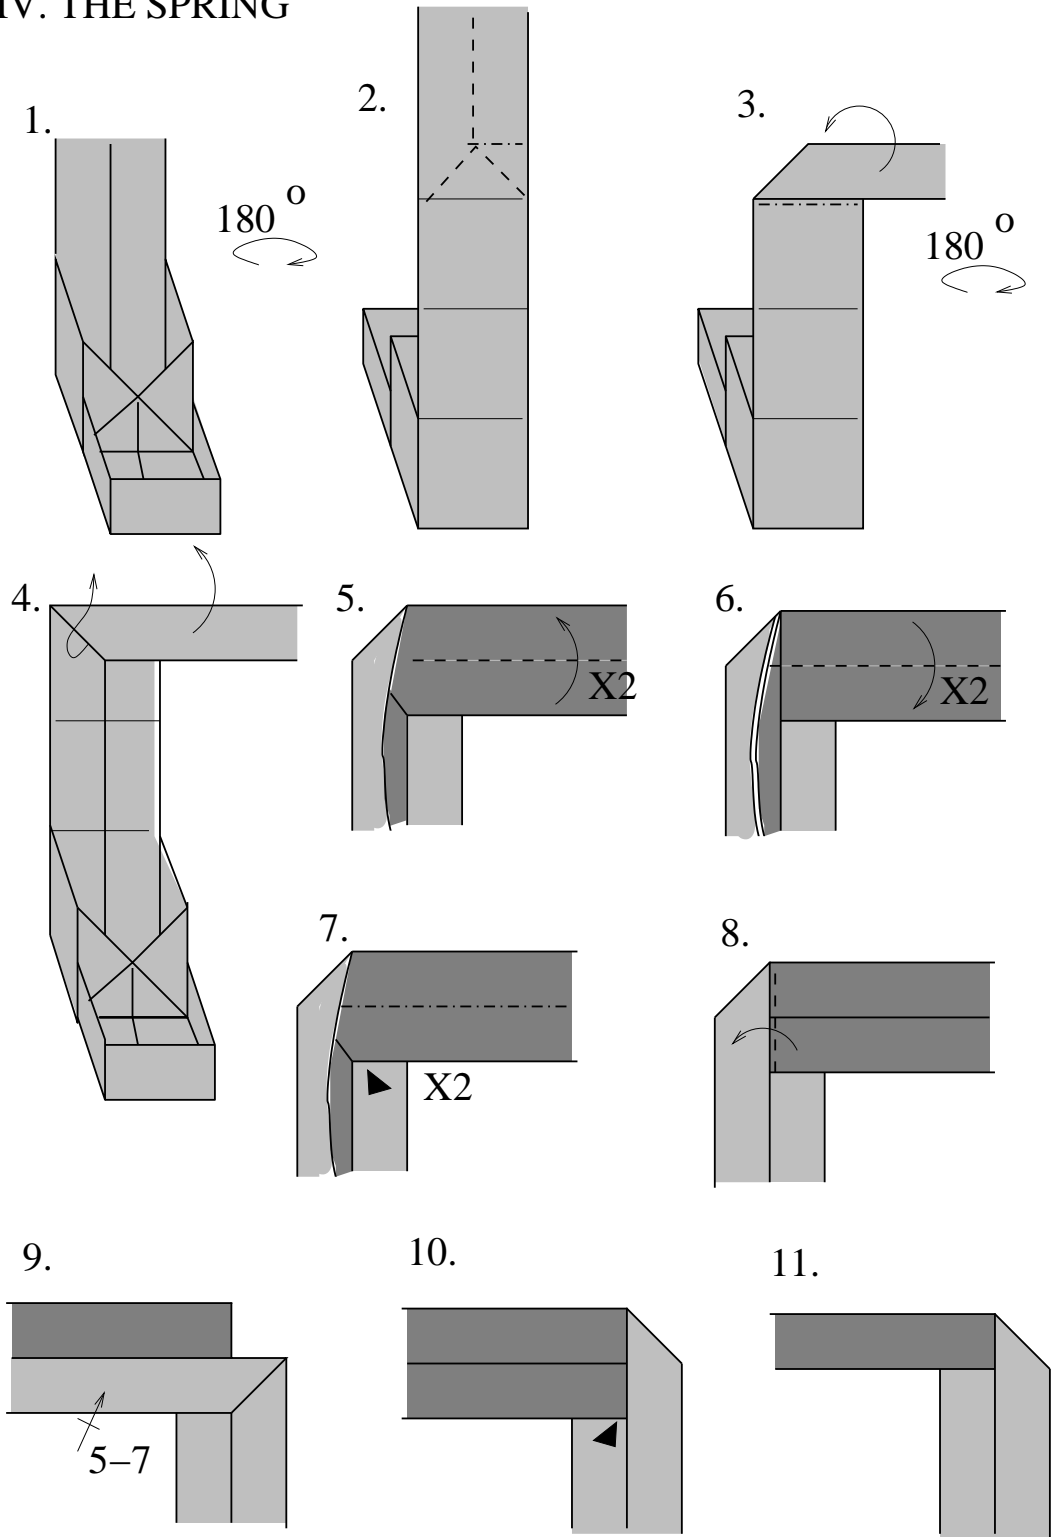 IV. THE SPRING
1.
180 o
2.
3.
180 o
4.
5.
X2
6.
X2
7.
X2
8.
9.
5–7
10.
11.